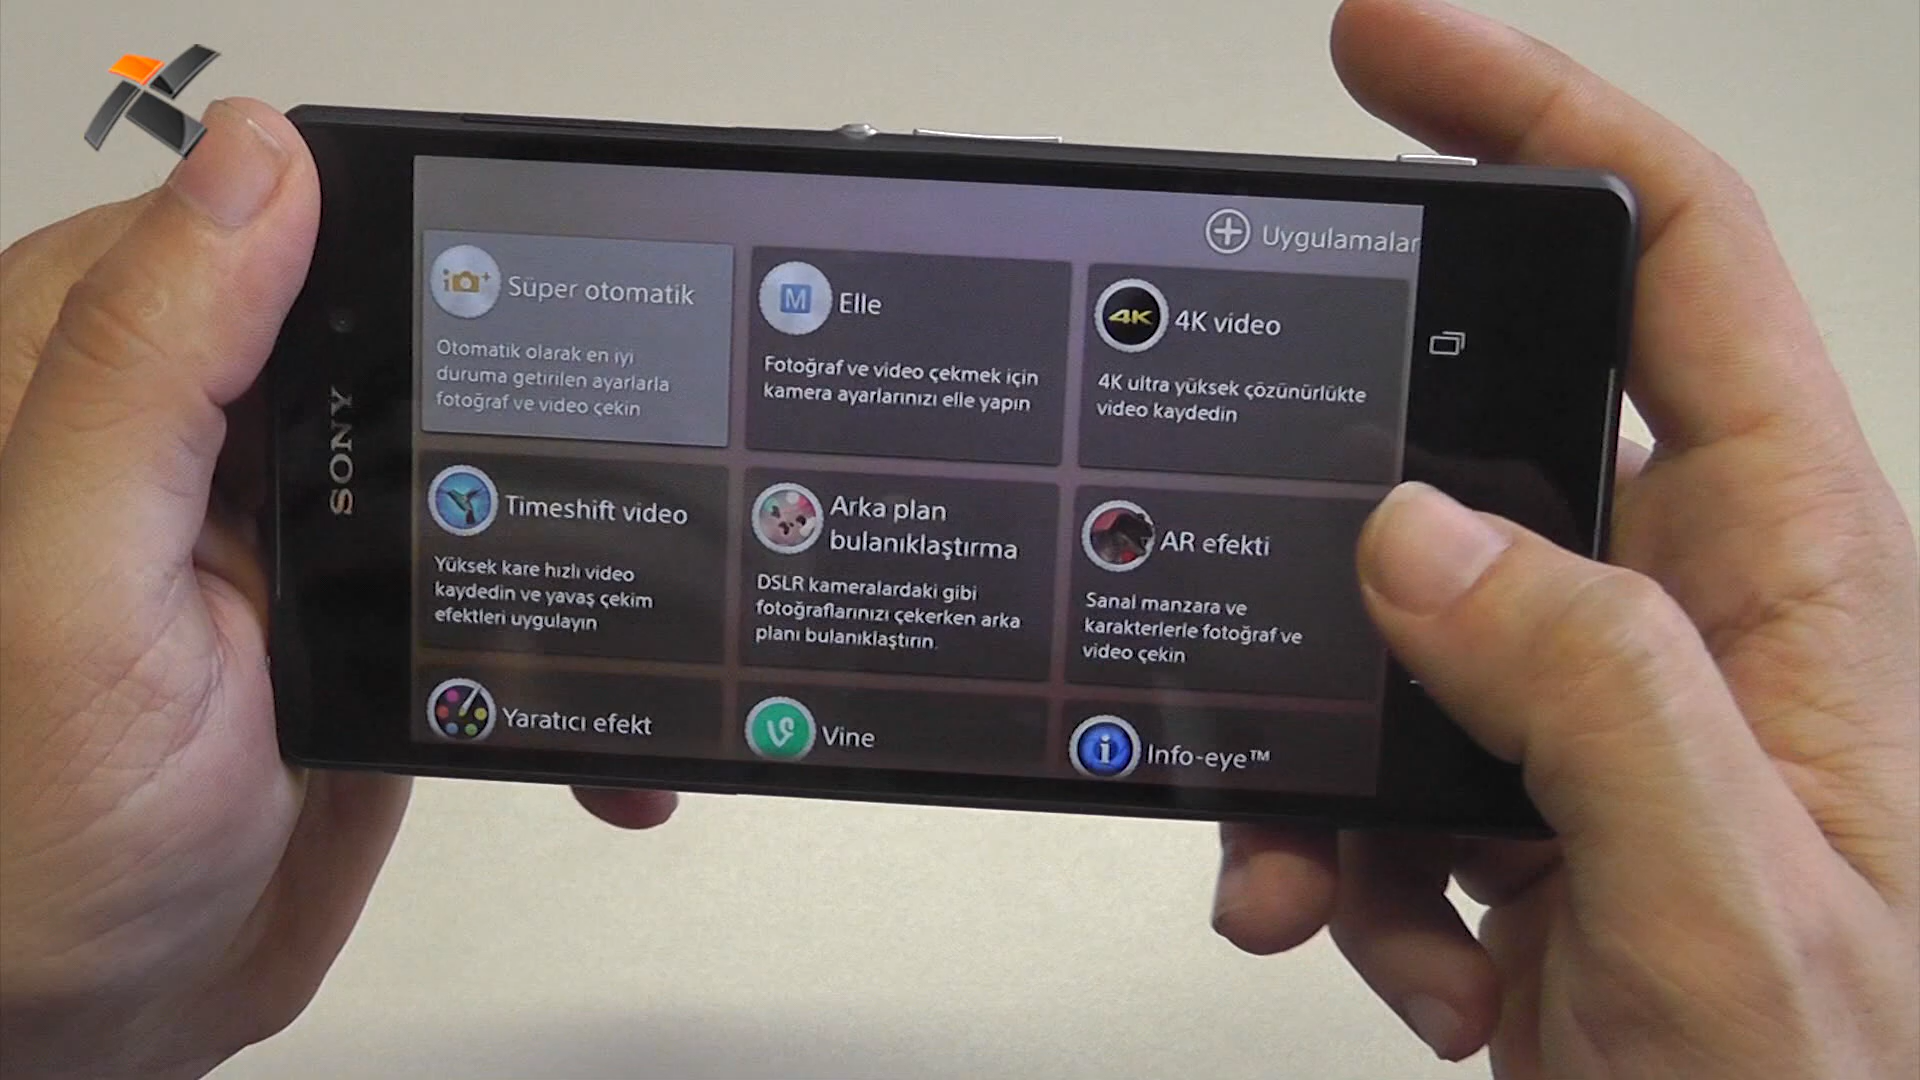 Uygulamalar
Süper otomatik
Otomatik olarak en iyi
duruma getirilen ayarlarla
fotoğraf ve video çekin
M
Elle
Fotoğraf ve video çekmek için
kamera ayarlarınızı elle yapın
4K
4K video
4K ultra yüksek çözünürlükte
video kaydedin
Timeshift video
Yüksek kare hızlı video
kaydedin ve yavaş çekim
efektleri uygulayın
Arka plan
bulanıklaştırma
DSLR kameralardaki gibi
fotoğraflarınızı çekerken arka
planı bulanıklaştırın.
AR efekti
Sanal manzara ve
karakterlerle fotoğraf ve
video çekin
Yaratıcı efekt
Vine
Info-eye™
SONY